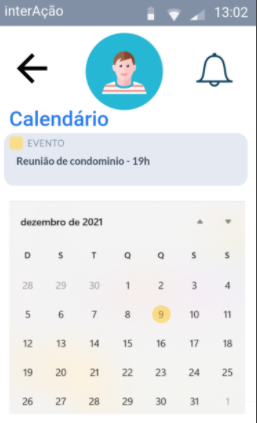 interAção 13:02
Calendário
EVENTO
Reunião de condominio - 19h
dezembro de 2021
D S T Q Q S S
28 29 30 1 2 3 4
5 6 7 8 9 10 11
12 13 14 15 16 17 18
19 20 21 22 23 24 25
26 27 28 29 30 31 1